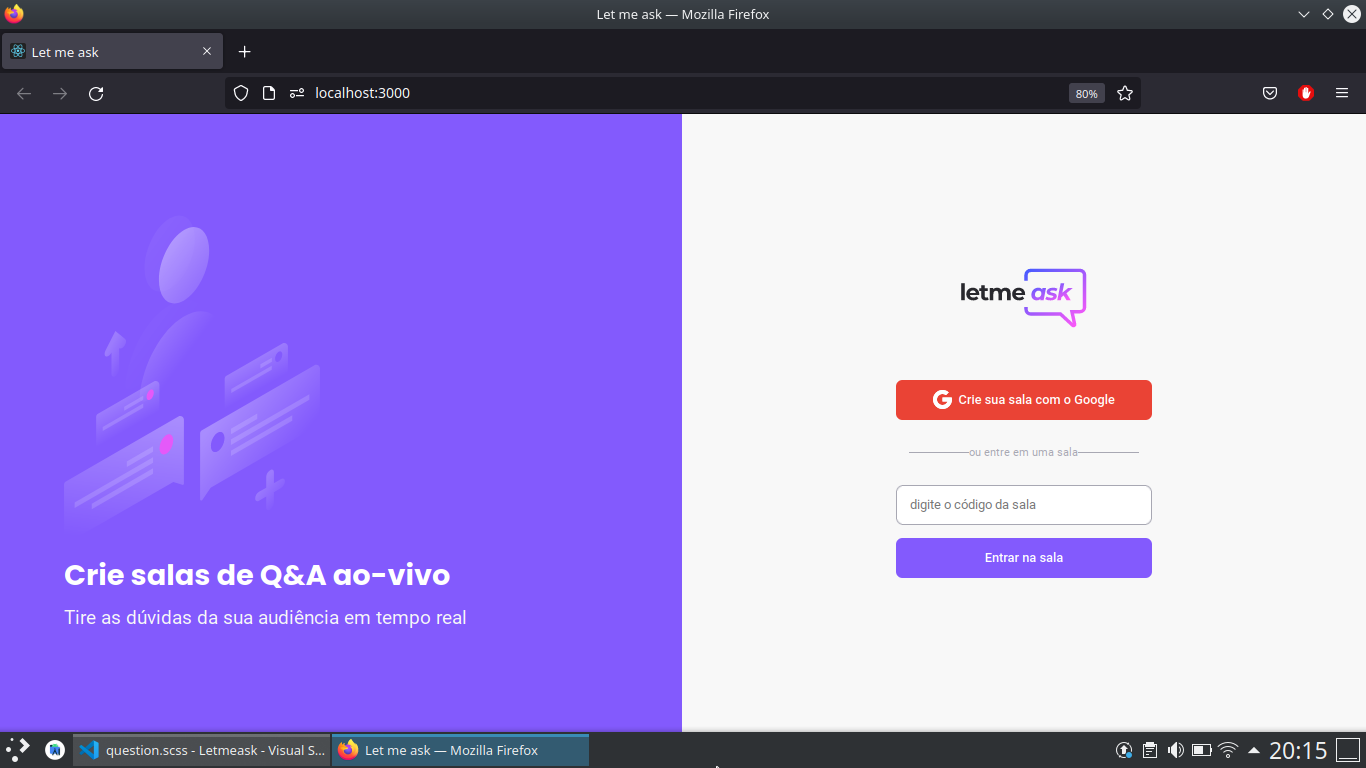 Let me ask — Mozilla Firefox
Let me ask
localhost:3000
80%
letme ask
Crie sua sala com o Google
ou entre em uma sala
digite o código da sala
Entrar na sala
Crie salas de Q&A ao-vivo
Tire as dúvidas da sua audiência em tempo real
question.scss - Letmeask - Visual S...
Let me ask — Mozilla Firefox
20:15